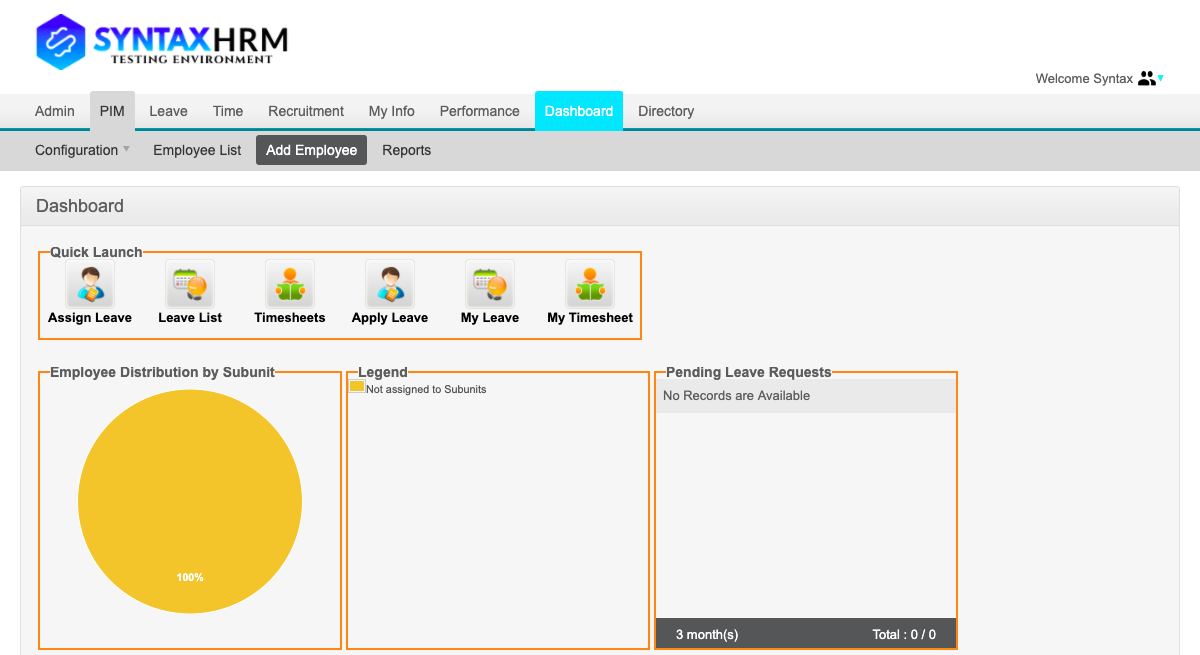 SYNTAXHRM
TESTING ENVIRONMENT
Welcome Syntax
Admin PIM Leave Time Recruitment My Info Performance Dashboard Directory
Configuration Employee List Add Employee Reports
Dashboard
Quick Launch
Assign Leave Leave List Timesheets Apply Leave My Leave My Timesheet
Employee Distribution by Subunit
100%
Legend
Not assigned to Subunits
Pending Leave Requests
No Records are Available
3 month(s) Total : 0 / 0